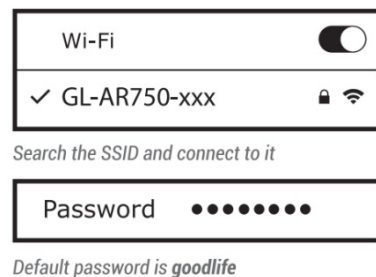 Wi-Fi
GL-AR750-xxx
Search the SSID and connect to it
Password ••••••••
Default password is goodlife